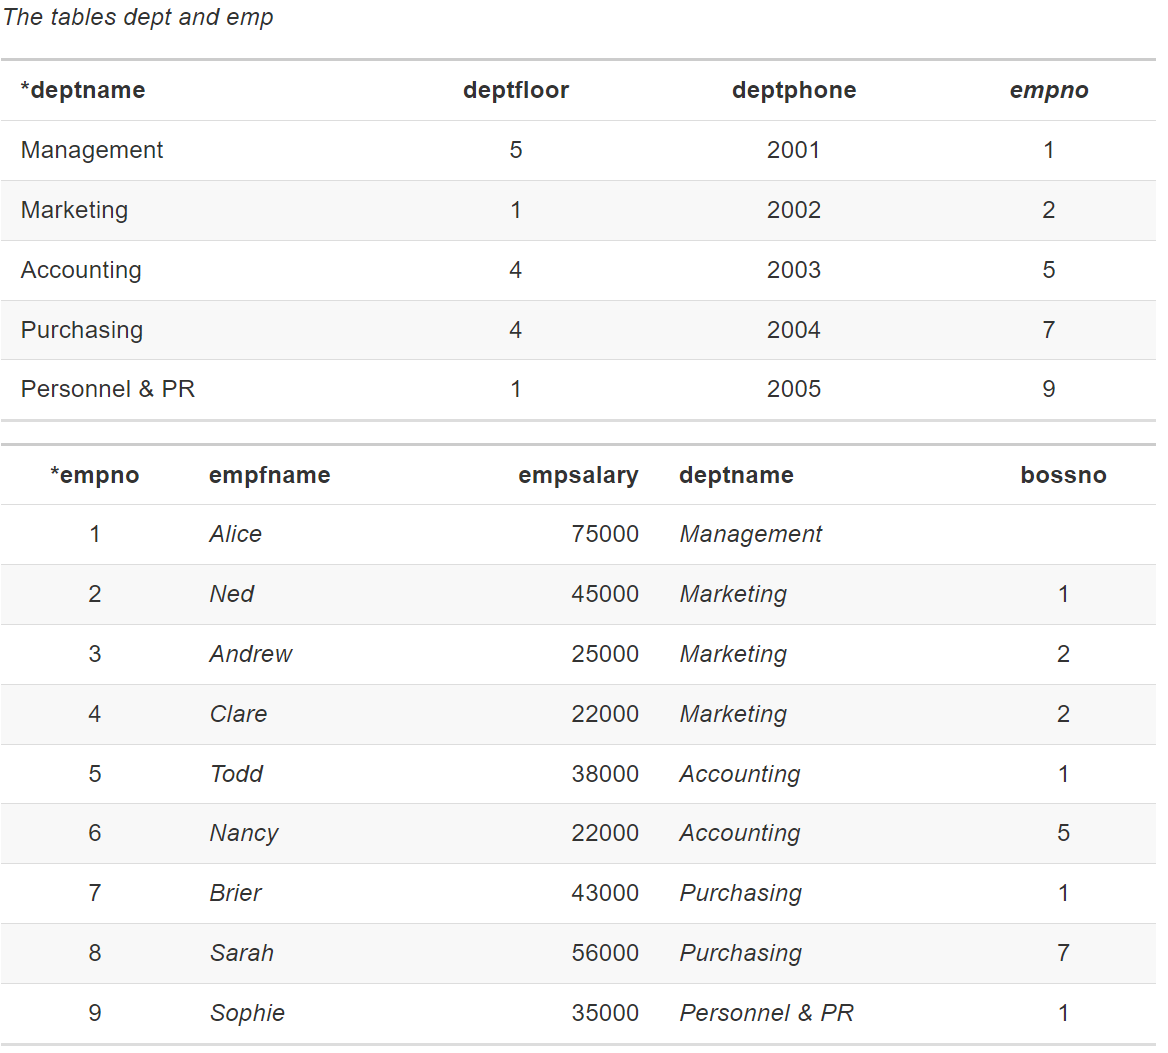 The tables dept and emp
*deptname deptfloor deptphone empno
Management 5 2001 1
Marketing 1 2002 2
Accounting 4 2003 5
Purchasing 4 2004 7
Personnel & PR 1 2005 9
*empno empfname empsalary deptname bossno
1 Alice 75000 Management
2 Ned 45000 Marketing 1
3 Andrew 25000 Marketing 2
4 Clare 22000 Marketing 2
5 Todd 38000 Accounting 1
6 Nancy 22000 Accounting 5
7 Brier 43000 Purchasing 1
8 Sarah 56000 Purchasing 7
9 Sophie 35000 Personnel & PR 1